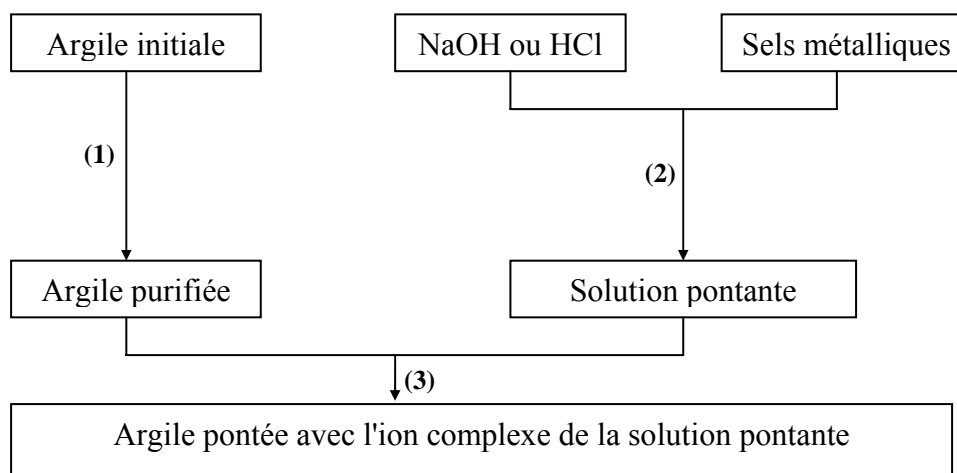 Argile initiale
NaOH ou HCl
Sels métalliques
(1)
(2)
Argile purifiée
Solution pontante
(3)
Argile pontée avec l'ion complexe de la solution pontante